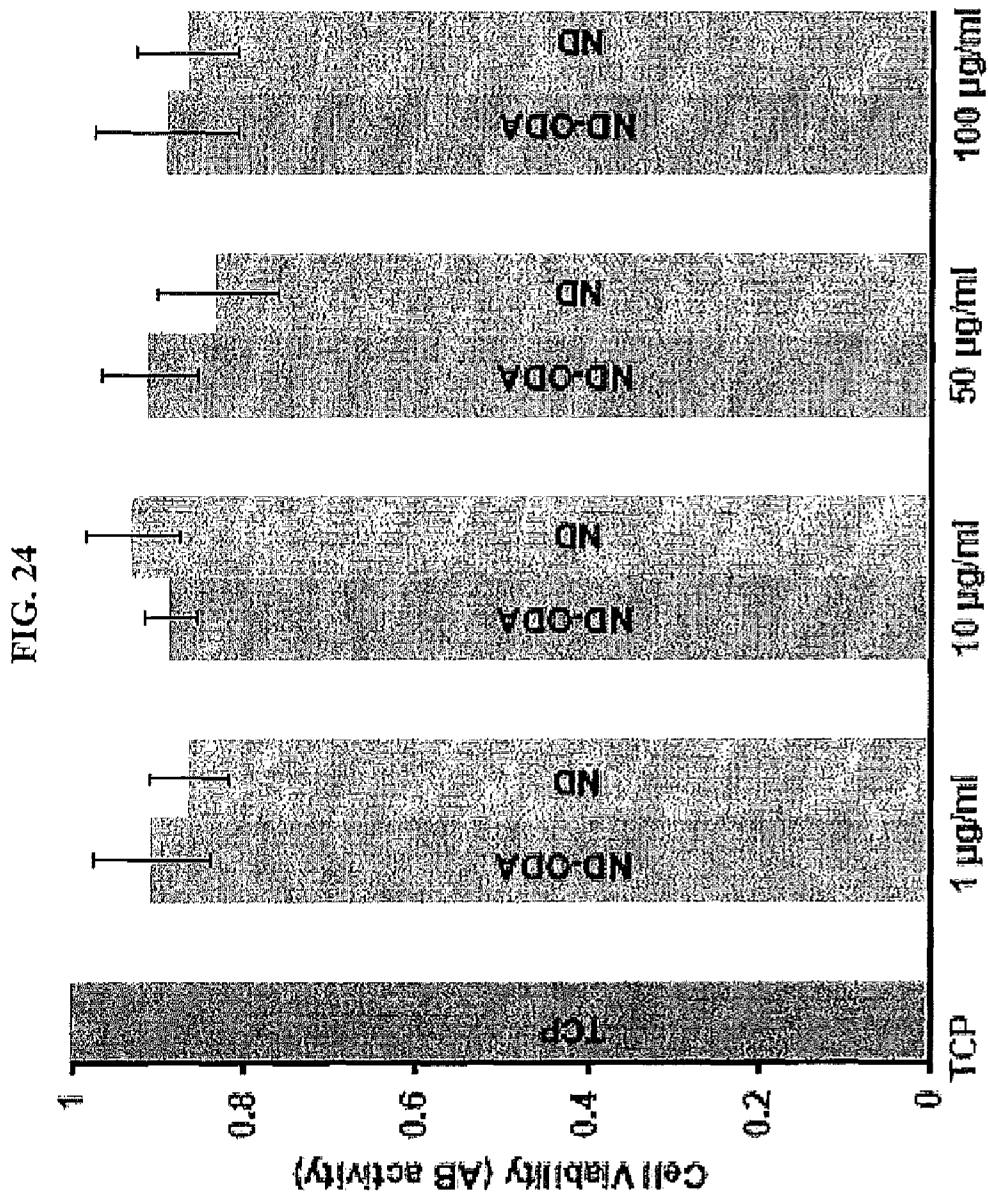 FIG. 24
Cell Viability (AB activity)
1
0.8
0.6
0.4
0.2
0
TCP
ND-ODA
ND
ND-ODA
ND
ND-ODA
ND
ND-ODA
ND
TCP
1 µg/ml
10 µg/ml
50 µg/ml
100 µg/ml